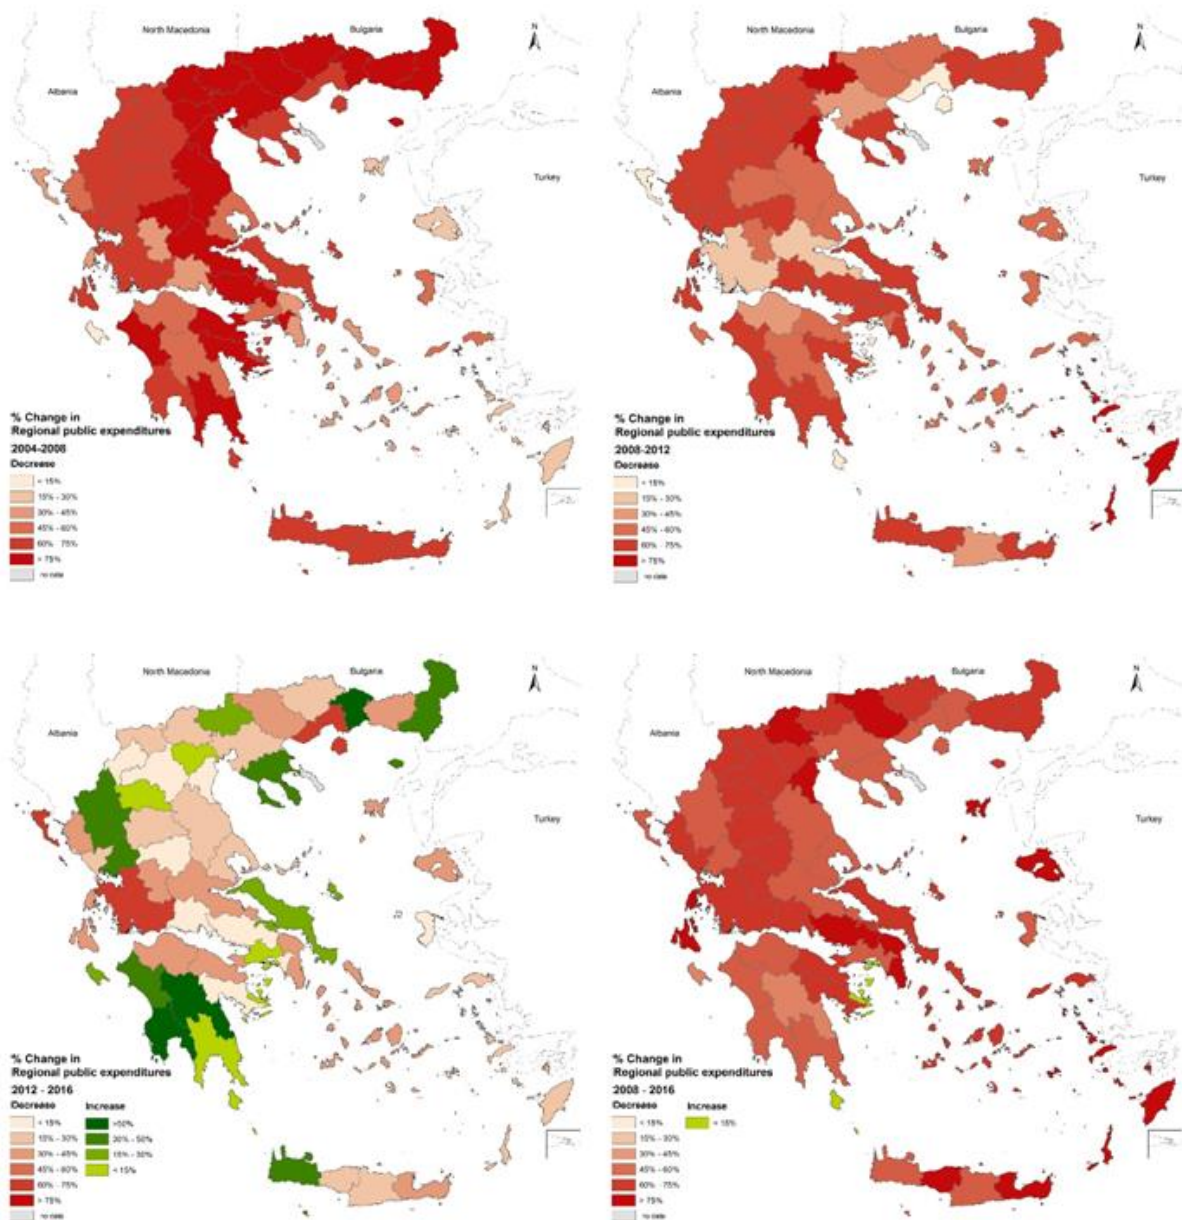 North Macedonia
Bulgaria
N
Albania
Turkey
% Change in
Regional public expenditures
2004-2008
Decrease
< 15%
15% - 30%
30% - 45%
45% - 60%
60% - 75%
> 75%
no data
North Macedonia
Bulgaria
N
Albania
Turkey
% Change in
Regional public expenditures
2008-2012
Decrease
< 15%
15% - 30%
30% - 45%
45% - 60%
60% - 75%
> 75%
no data
North Macedonia
Bulgaria
N
Albania
Turkey
% Change in
Regional public expenditures
2012 - 2016
Decrease Increase
< 15% >50%
15% - 30% 30% - 50%
30% - 45% 15% - 30%
45% - 60% < 15%
60% - 75%
> 75%
no data
North Macedonia
Bulgaria
N
Albania
Turkey
% Change in
Regional public expenditures
2008 - 2016
Decrease Increase
< 15% < 15%
15% - 30%
30% - 45%
45% - 60%
60% - 75%
> 75%
no data